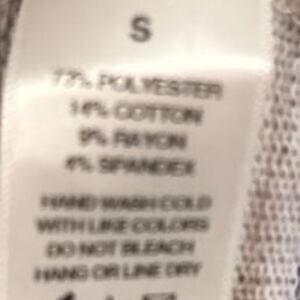 S
73% POLYESTER
14% COTTON
9% RAYON
4% SPANDEX
HAND WASH COLD
WITH LIKE COLORS
DO NOT BLEACH
HANG OR LINE DRY